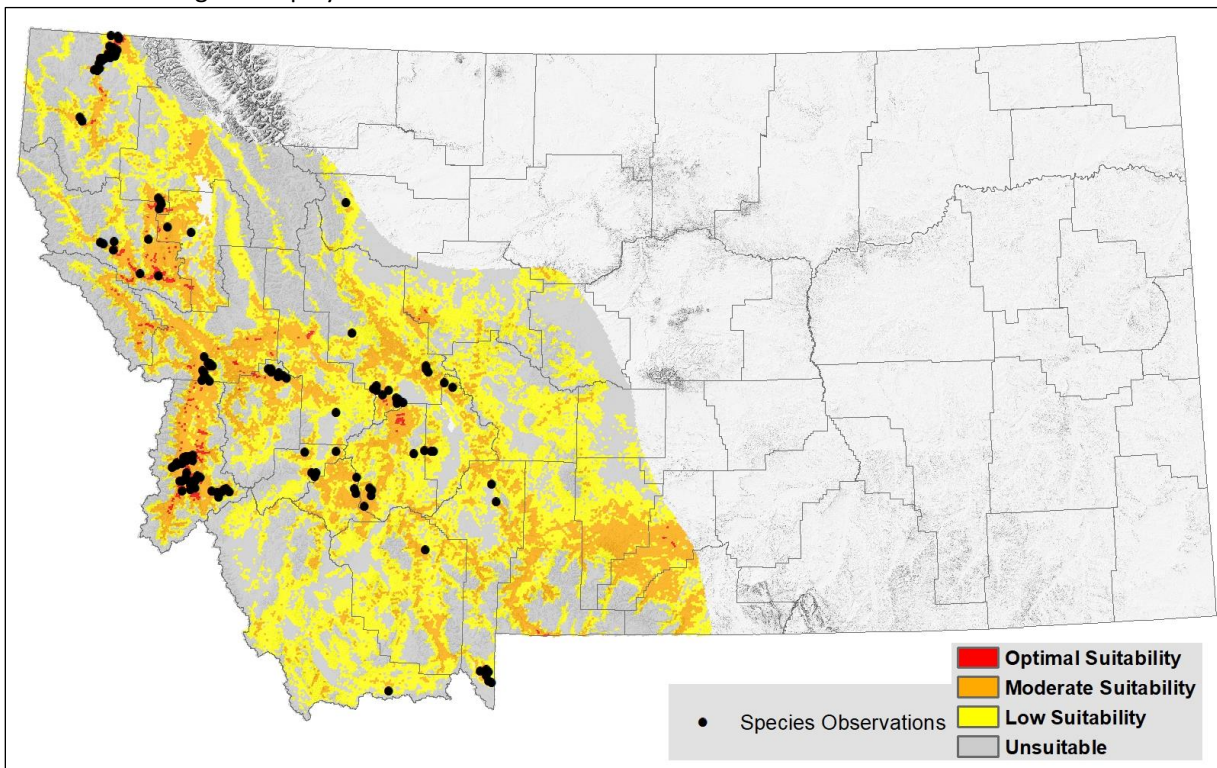 Optimal Suitability
Moderate Suitability
Species Observations
Low Suitability
Unsuitable